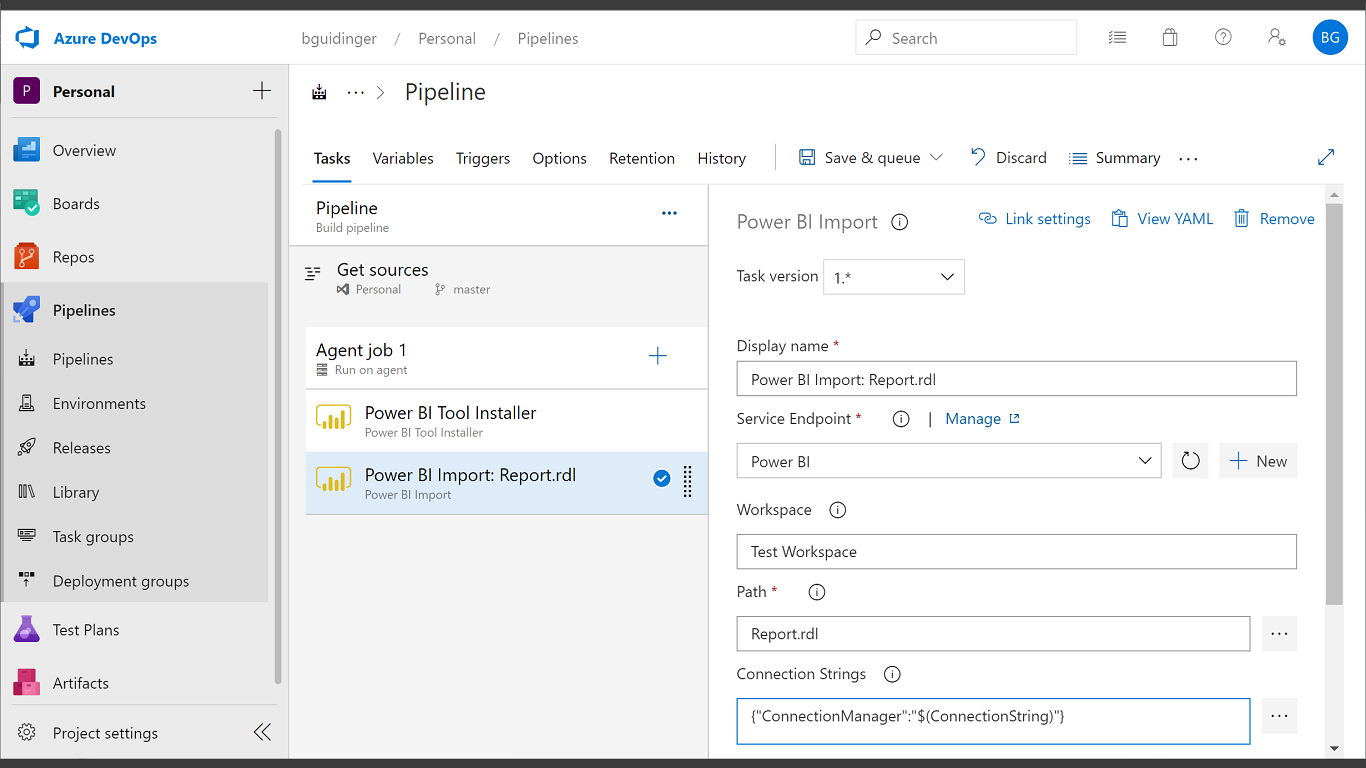 Azure DevOps
bguidinger / Personal / Pipelines
Search
BG
P
Personal
Overview
Boards
Repos
Pipelines
Pipelines
Environments
Releases
Library
Task groups
Deployment groups
Test Plans
Artifacts
Project settings
··· > Pipeline
Tasks Variables Triggers Options Retention History
Save & queue Discard Summary ···
Pipeline
Build pipeline
Get sources
Personal master
Agent job 1
Run on agent
Power BI Tool Installer
Power BI Tool Installer
Power BI Import: Report.rdl
Power BI Import
Power BI Import
Link settings View YAML Remove
Task version 1.*
Display name *
Power BI Import: Report.rdl
Service Endpoint * | Manage
Power BI
New
Workspace
Test Workspace
Path *
Report.rdl
Connection Strings
{"ConnectionManager":"$(ConnectionString)"}